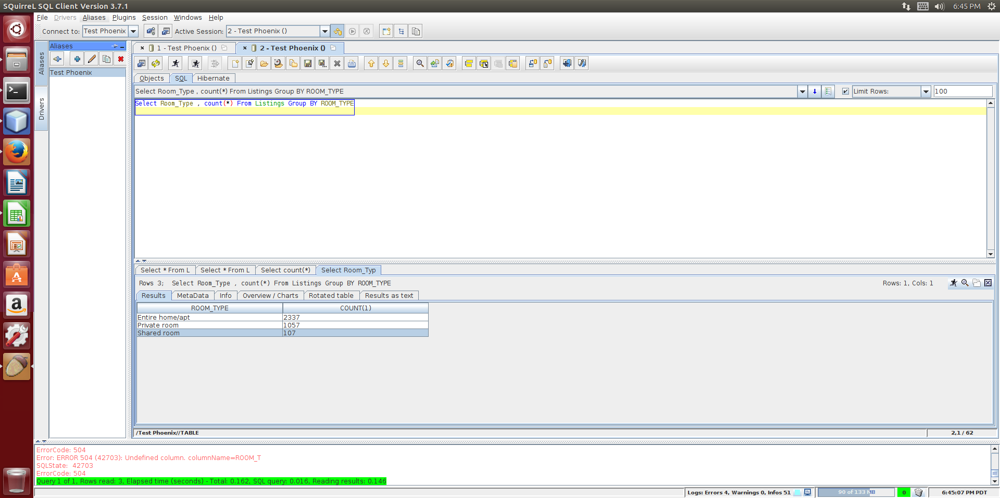 SQuirreL SQL Client Version 3.7.1
6:45 PM
File Drivers Aliases Plugins Session Windows Help
Connect to: Test Phoenix Active Session: 2 - Test Phoenix ()
Aliases
Drivers
Aliases
Test Phoenix
1 - Test Phoenix () 2 - Test Phoenix ()
Objects SQL Hibernate
Select Room_Type , count(*) From Listings Group BY ROOM_TYPE Limit Rows: 100
Select Room_Type , count(*) From Listings Group BY ROOM_TYPE
Select * From L Select * From L Select count(*) Select Room_Typ
Rows 3; Select Room_Type , count(*) From Listings Group BY ROOM_TYPE Rows: 1, Cols: 1
Results MetaData Info Overview / Charts Rotated table Results as text
ROOM_TYPE COUNT(1)
Entire home/apt 2337
Private room 1057
Shared room 107
/Test Phoenix//TABLE 2,1 / 62
ErrorCode: 504
Error: ERROR 504 (42703): Undefined column. columnName=ROOM_T
SQLState: 42703
ErrorCode: 504
Query 1 of 1, Rows read: 3, Elapsed time (seconds) - Total: 0.162, SQL query: 0.016, Reading results: 0.146
Logs: Errors 4, Warnings 0, Infos 51 90 of 133 MB 0 6:45:07 PM PDT